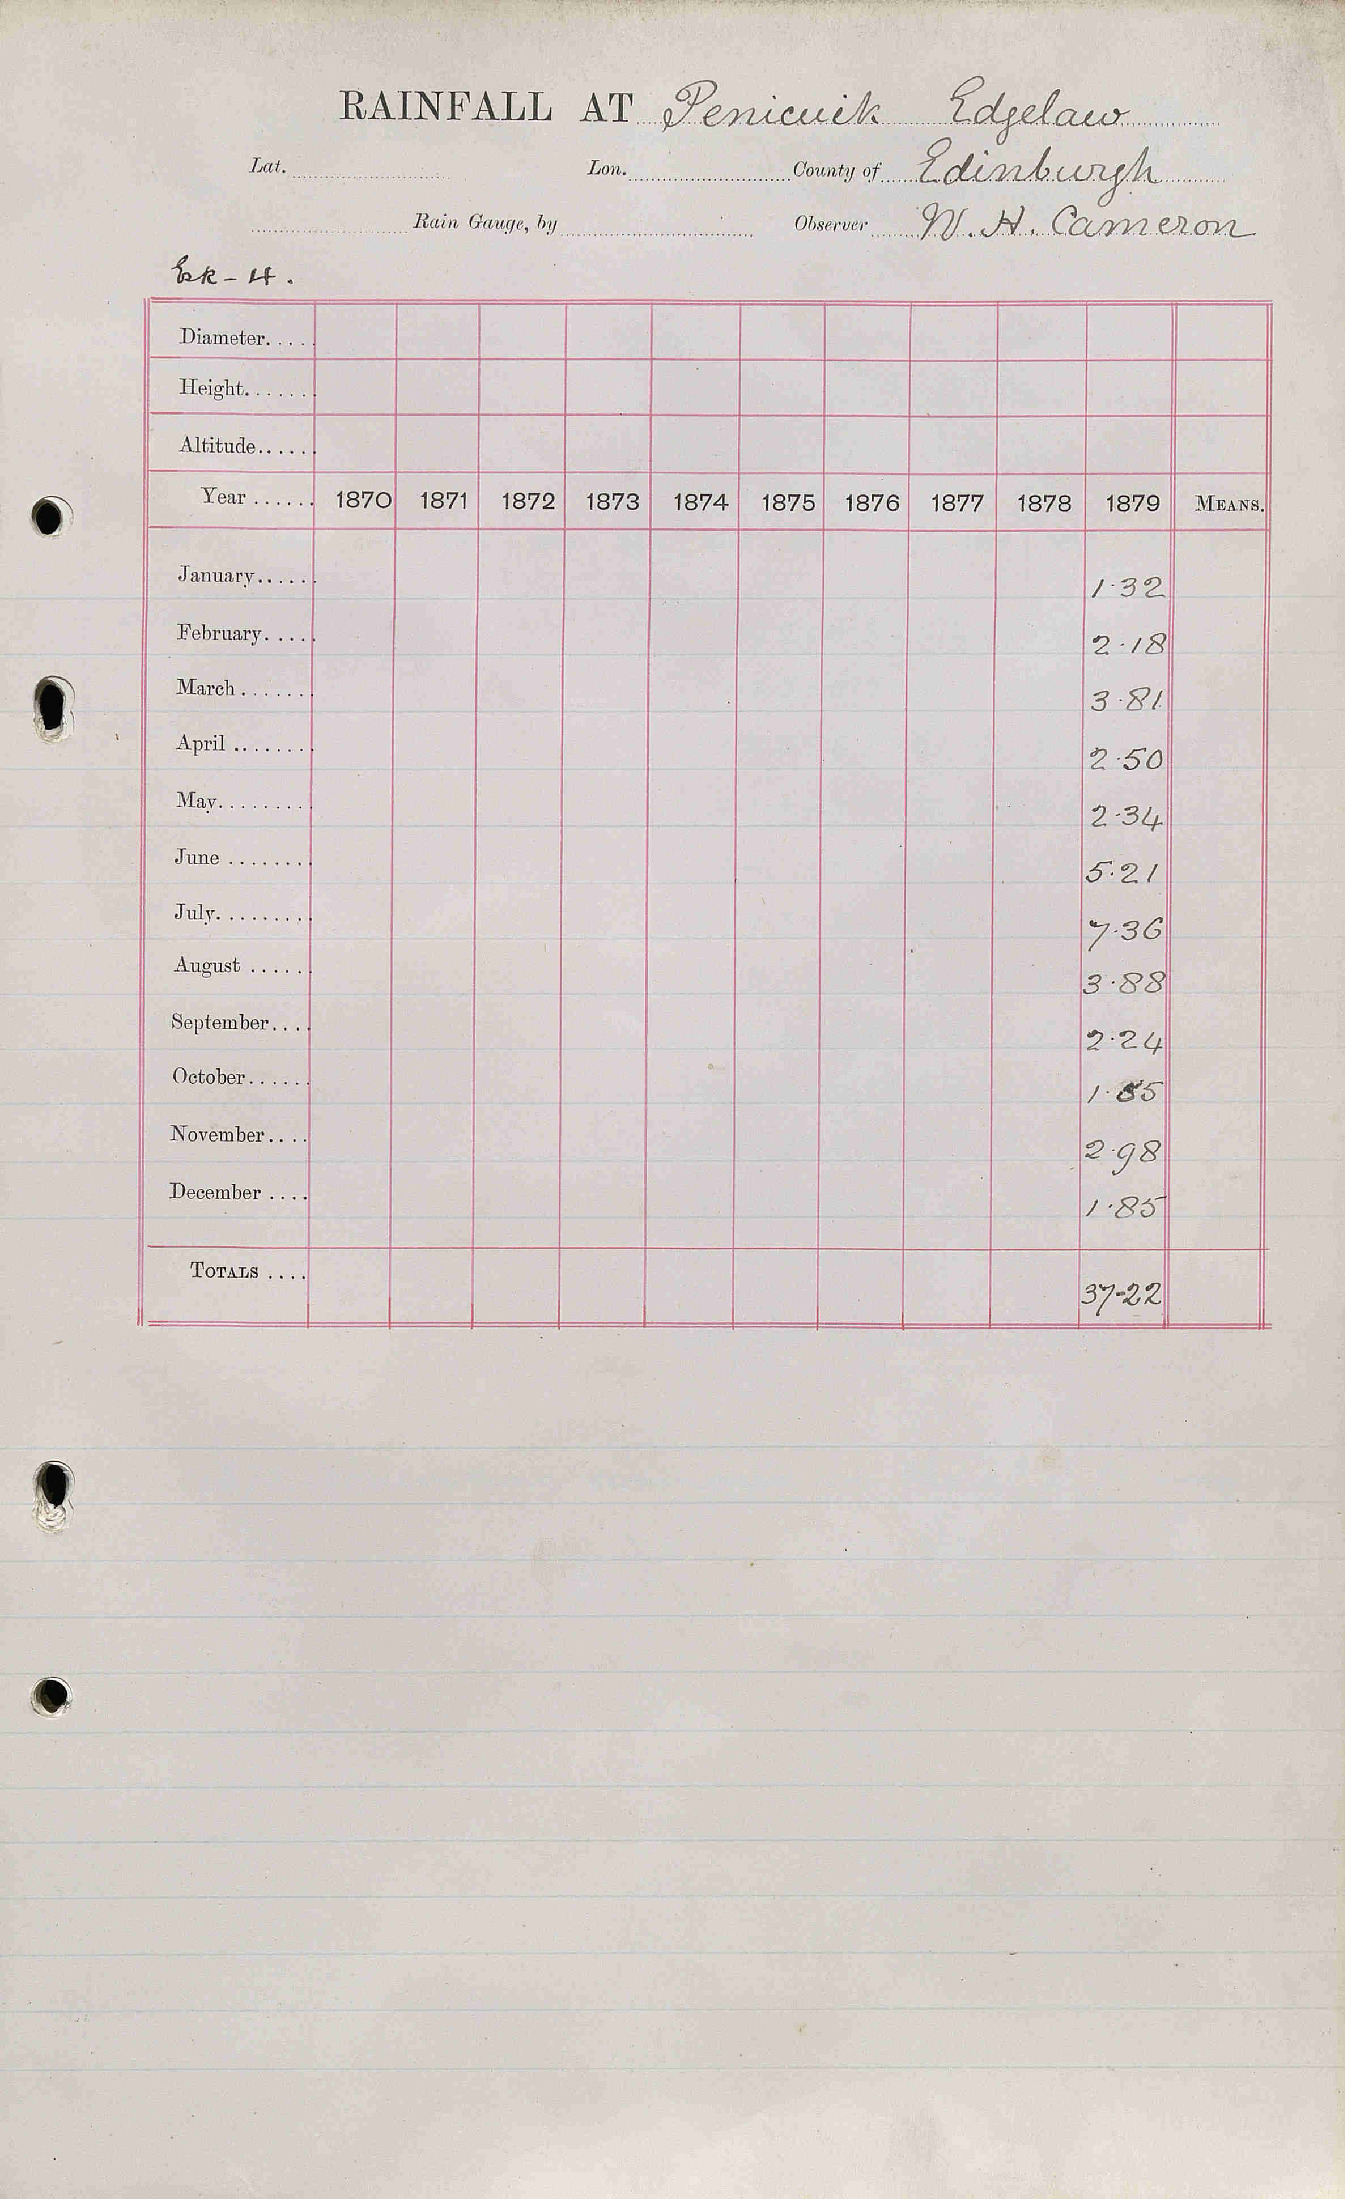 RAINFALL AT Penicuik Edgelaw
Lat. Lon. County of Edinburgh
Rain Gauge, by Observer W. H. Cameron
Diameter.....
Height......
Altitude.....
Year ...... 1870 1871 1872 1873 1874 1875 1876 1877 1878 1879 MEANS.
January...... 1.32
February..... 2.18
March ....... 3.81
April ........ 2.50
May......... 2.34
June ........ 5.21
July......... 7.36
August ...... 3.88
September.... 2.24
October...... 1.55
November.... 2.98
December .... 1.85
TOTALS .... 37-22